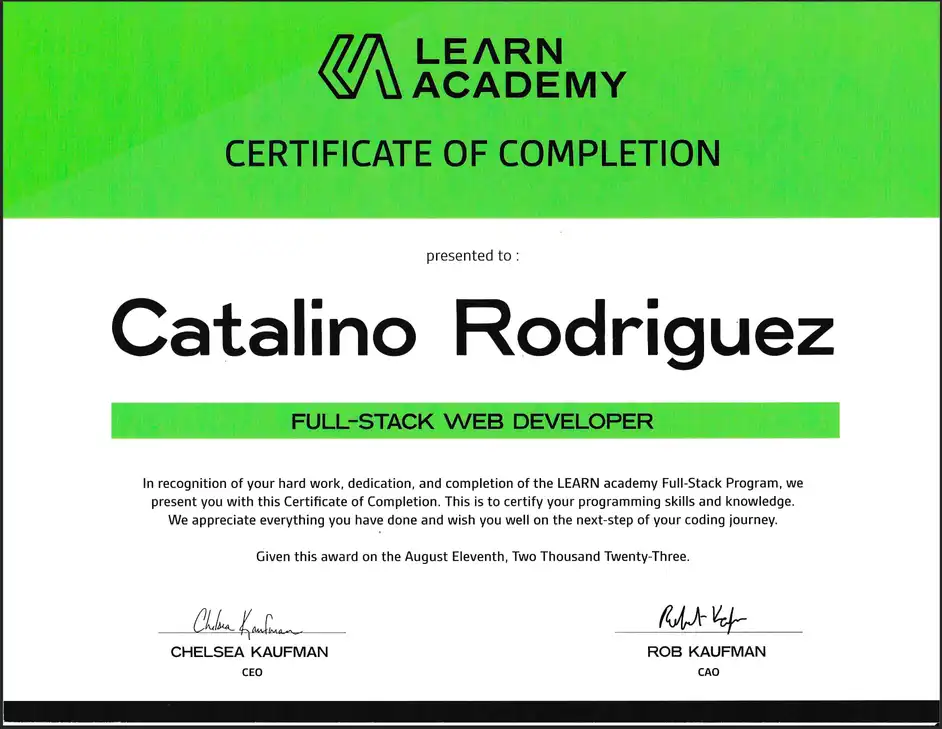 LEARN
ACADEMY
CERTIFICATE OF COMPLETION
presented to :
Catalino Rodriguez
FULL-STACK WEB DEVELOPER
In recognition of your hard work, dedication, and completion of the LEARN academy Full-Stack Program, we
present you with this Certificate of Completion. This is to certify your programming skills and knowledge.
We appreciate everything you have done and wish you well on the next-step of your coding journey.
Given this award on the August Eleventh, Two Thousand Twenty-Three.
Chelsea Kaufman
CHELSEA KAUFMAN
CEO
ROB KAUFMAN
CAO